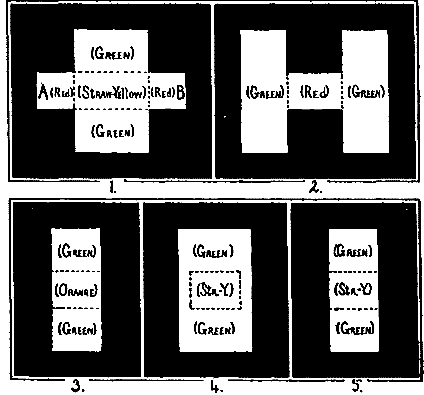 (GREEN)
A (RED) (STRAW-YELLOW) (RED) B
(GREEN)
(GREEN) (RED) (GREEN)
1. 2.
(GREEN) (GREEN) (GREEN)
(ORANGE) (STR.-Y) (STR.-Y)
(GREEN) (GREEN) (GREEN)
3. 4. 5.